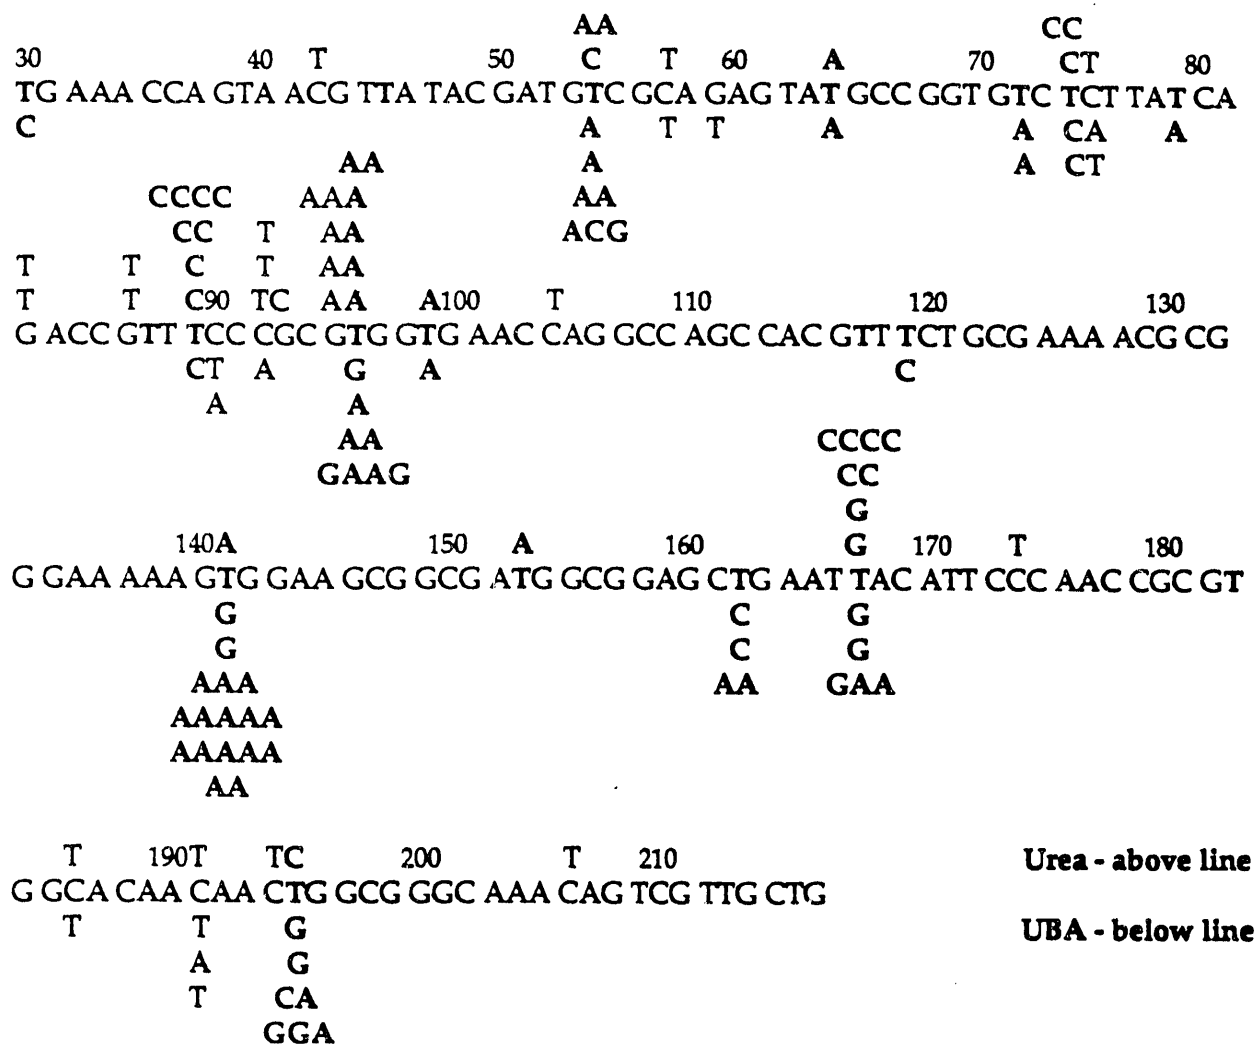 AA CC
30 40 T 50 C T 60 A 70 CT 80
TG AAA CCA GTA ACG TTA TAC GAT GTC GCA GAG TAT GCC GGT GTC TCT TAT CA
C A T T A A CA A
A A CT
AA
ACG
AA
CCCC AAA
CC T AA
T T C T AA
T T C90 TC AA A100 T 110 120 130
G ACC GTT TCC CGC GTG GTG AAC CAG GCC AGC CAC GTT TCT GCG AAA ACG CG
CT A G A C
A A
AA
GAAG
CCCC
CC
G
140A 150 A 160 G 170 T 180
G GAA AAA GTG GAA GCG GCG ATG GCG GAG CTG AAT TAC ATT CCC AAC CGC GT
G C G
G C G
AAA AA GAA
AAAAA
AAAAA
AA
T 190T TC 200 T 210 Urea - above line
G GCA CAA CAA CTG GCG GGC AAA CAG TCG TTG CTG
T T G UBA - below line
A G
T CA
GGA